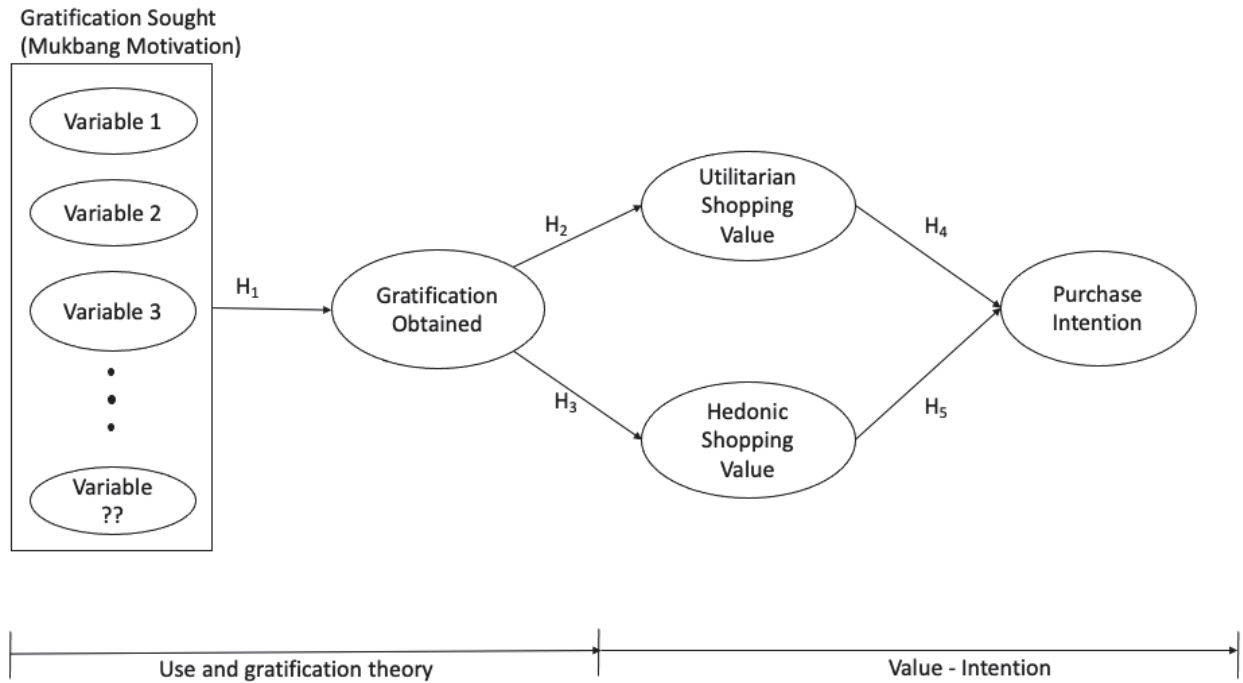 Gratification Sought
(Mukbang Motivation)
Variable 1
Variable 2
Variable 3
Variable
??
H₁
Gratification
Obtained
H₂
H₃
Utilitarian
Shopping
Value
Hedonic
Shopping
Value
H₄
H₅
Purchase
Intention
Use and gratification theory
Value - Intention